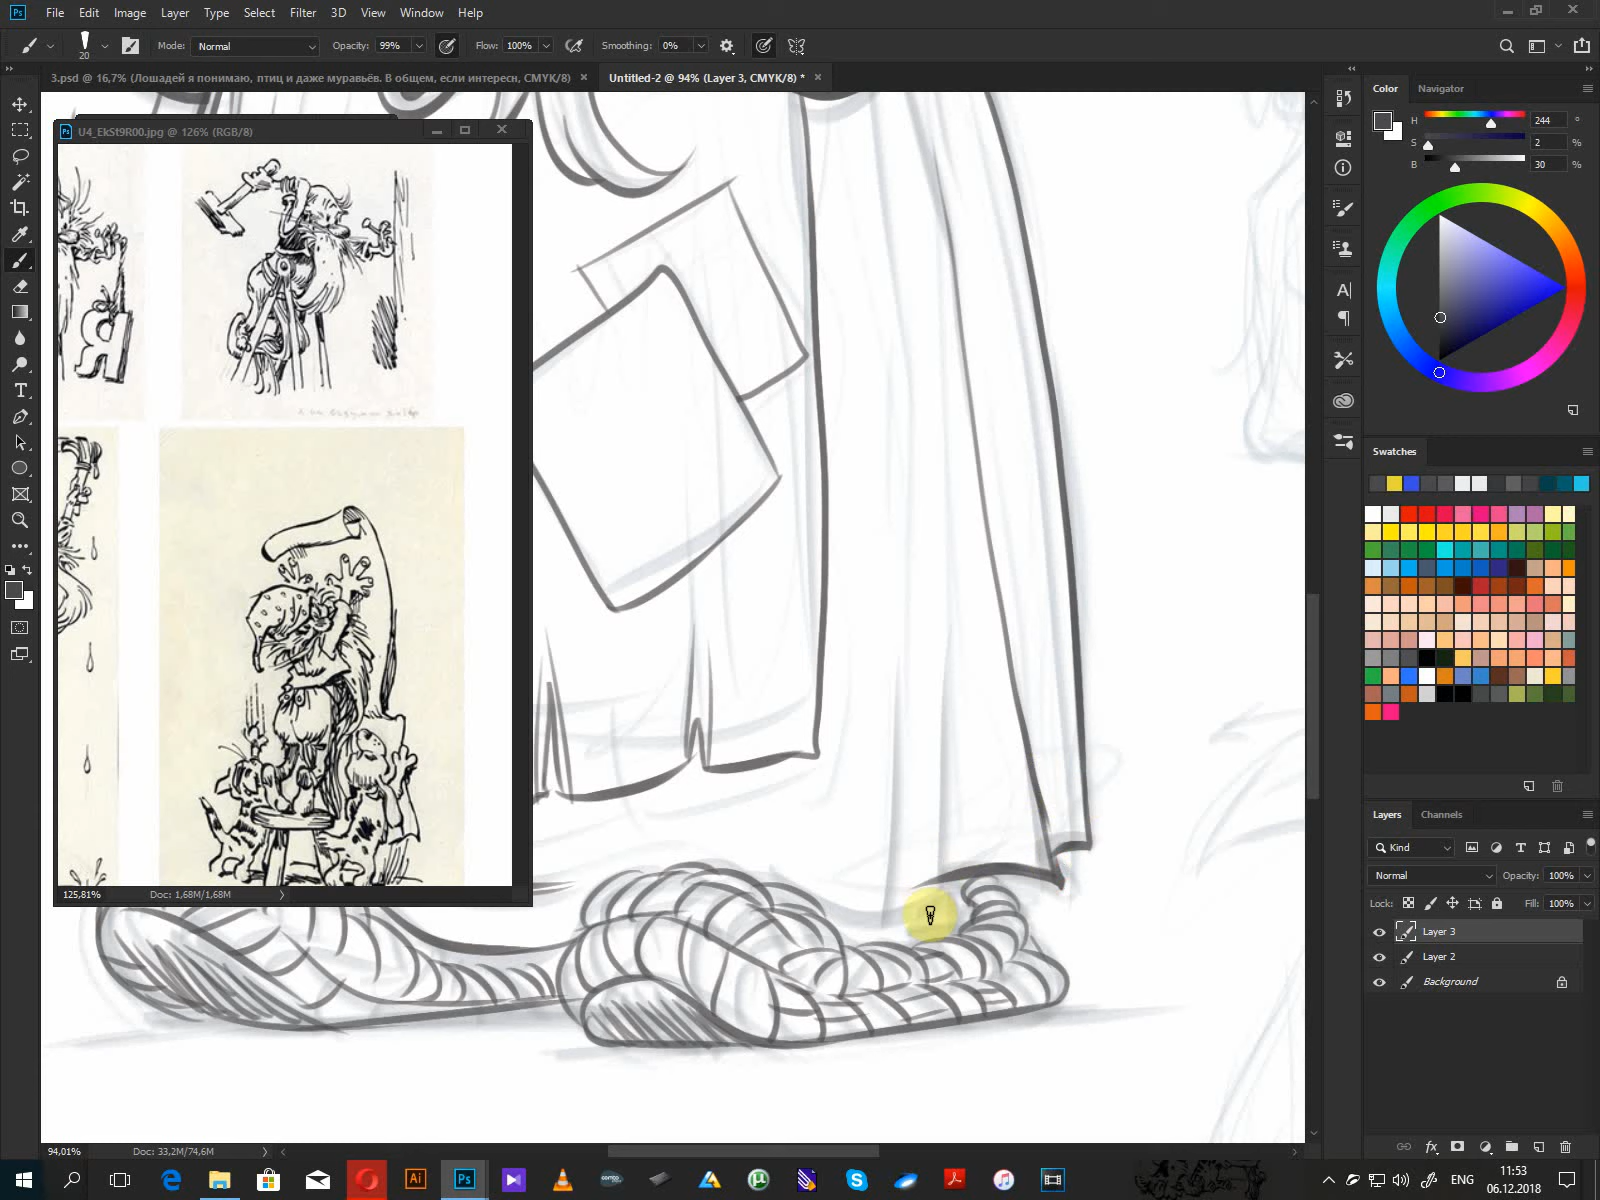 File Edit Image Layer Type Select Filter 3D View Window Help
20 Mode: Normal Opacity: 99% Flow: 100% Smoothing: 0%
3.psd @ 16,7% (Лошадей я понимаю, птиц и даже муравьёв. В общем, если интересн, CMYK/8) × Untitled-2 @ 94% (Layer 3, CMYK/8) * ×
U4_EkSt9R00.jpg @ 126% (RGB/8)
125,81% Doc: 1,68M/1,68M
94,01% Doc: 33,2M/74,6M
Color Navigator
H 244 °
S 2 %
B 30 %
Swatches
Layers Channels
Kind
Normal Opacity: 100%
Lock: Fill: 100%
Layer 3
Layer 2
Background
ENG
11:53
06.12.2018